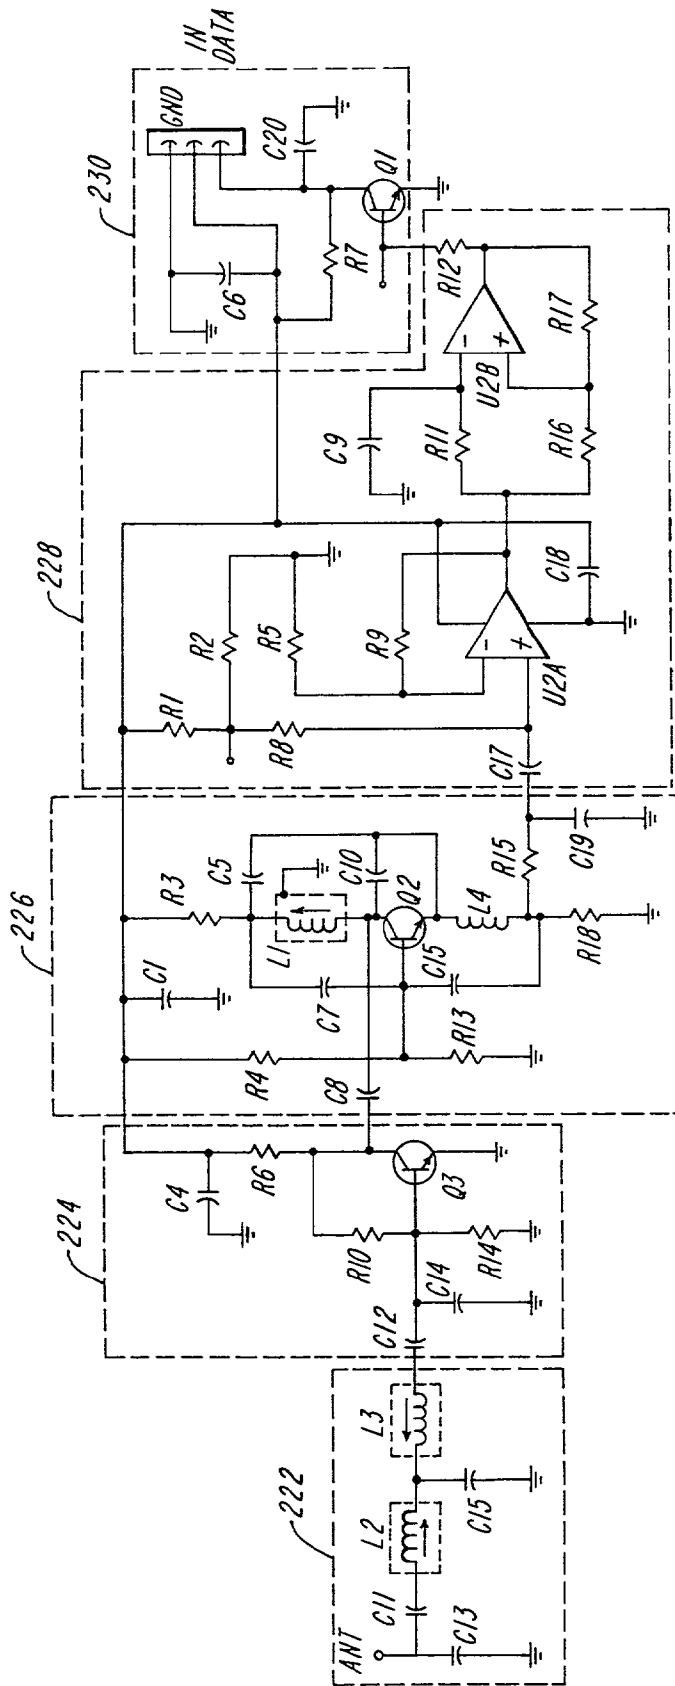 222
ANT
C11
C13
L2
C15
L3
224
C12
C14
C4
R6
R10
R14
Q3
C8
226
C1
R4
R13
R3
C7
C5
L1
C10
Q2
C15
L4
R15
R18
C19
228
C17
R1
R2
R8
R5
R9
U2A
C18
C9
R11
R16
U2B
R12
R17
230
GND
C6
C20
R7
Q1
IN
DATA